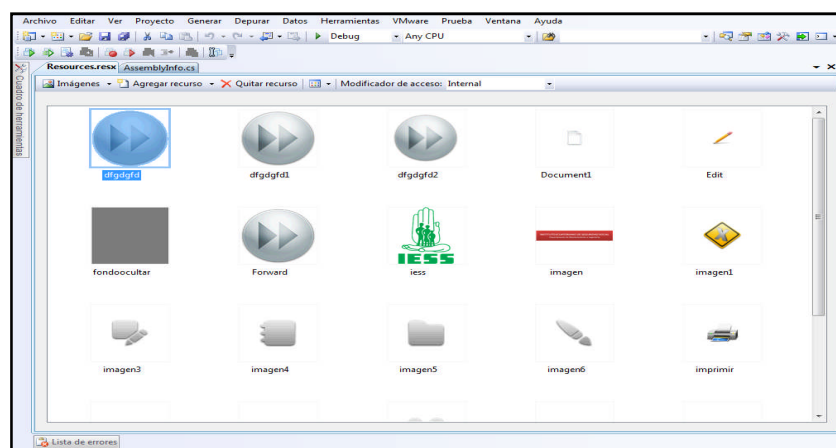 Archivo Editar Ver Proyecto Generar Depurar Datos Herramientas VMware Prueba Ventana Ayuda
Debug Any CPU
Resources.resx AssemblyInfo.cs
Imágenes Agregar recurso Quitar recurso Modificador de acceso: Internal
Cuadro de herramientas
dfgdgfd dfgdgfd1 dfgdgfd2 Document1 Edit
IESS
fondoocultar Forward iess imagen imagen1
imagen3 imagen4 imagen5 imagen6 imprimir
Lista de errores